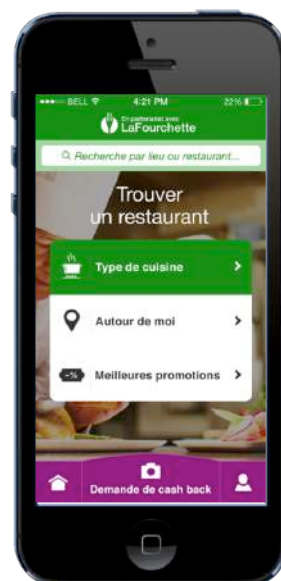 BELL 4:21 PM 22%
En partenariat avec
LaFourchette
Recherche par lieu ou restaurant...
Trouver
un restaurant
Type de cuisine
Autour de moi
-%
Meilleures promotions
Demande de cash back